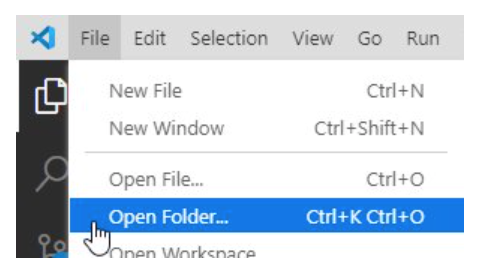 File Edit Selection View Go Run
New File Ctrl+N
New Window Ctrl+Shift+N
Open File... Ctrl+O
Open Folder... Ctrl+K Ctrl+O
Open Workspace